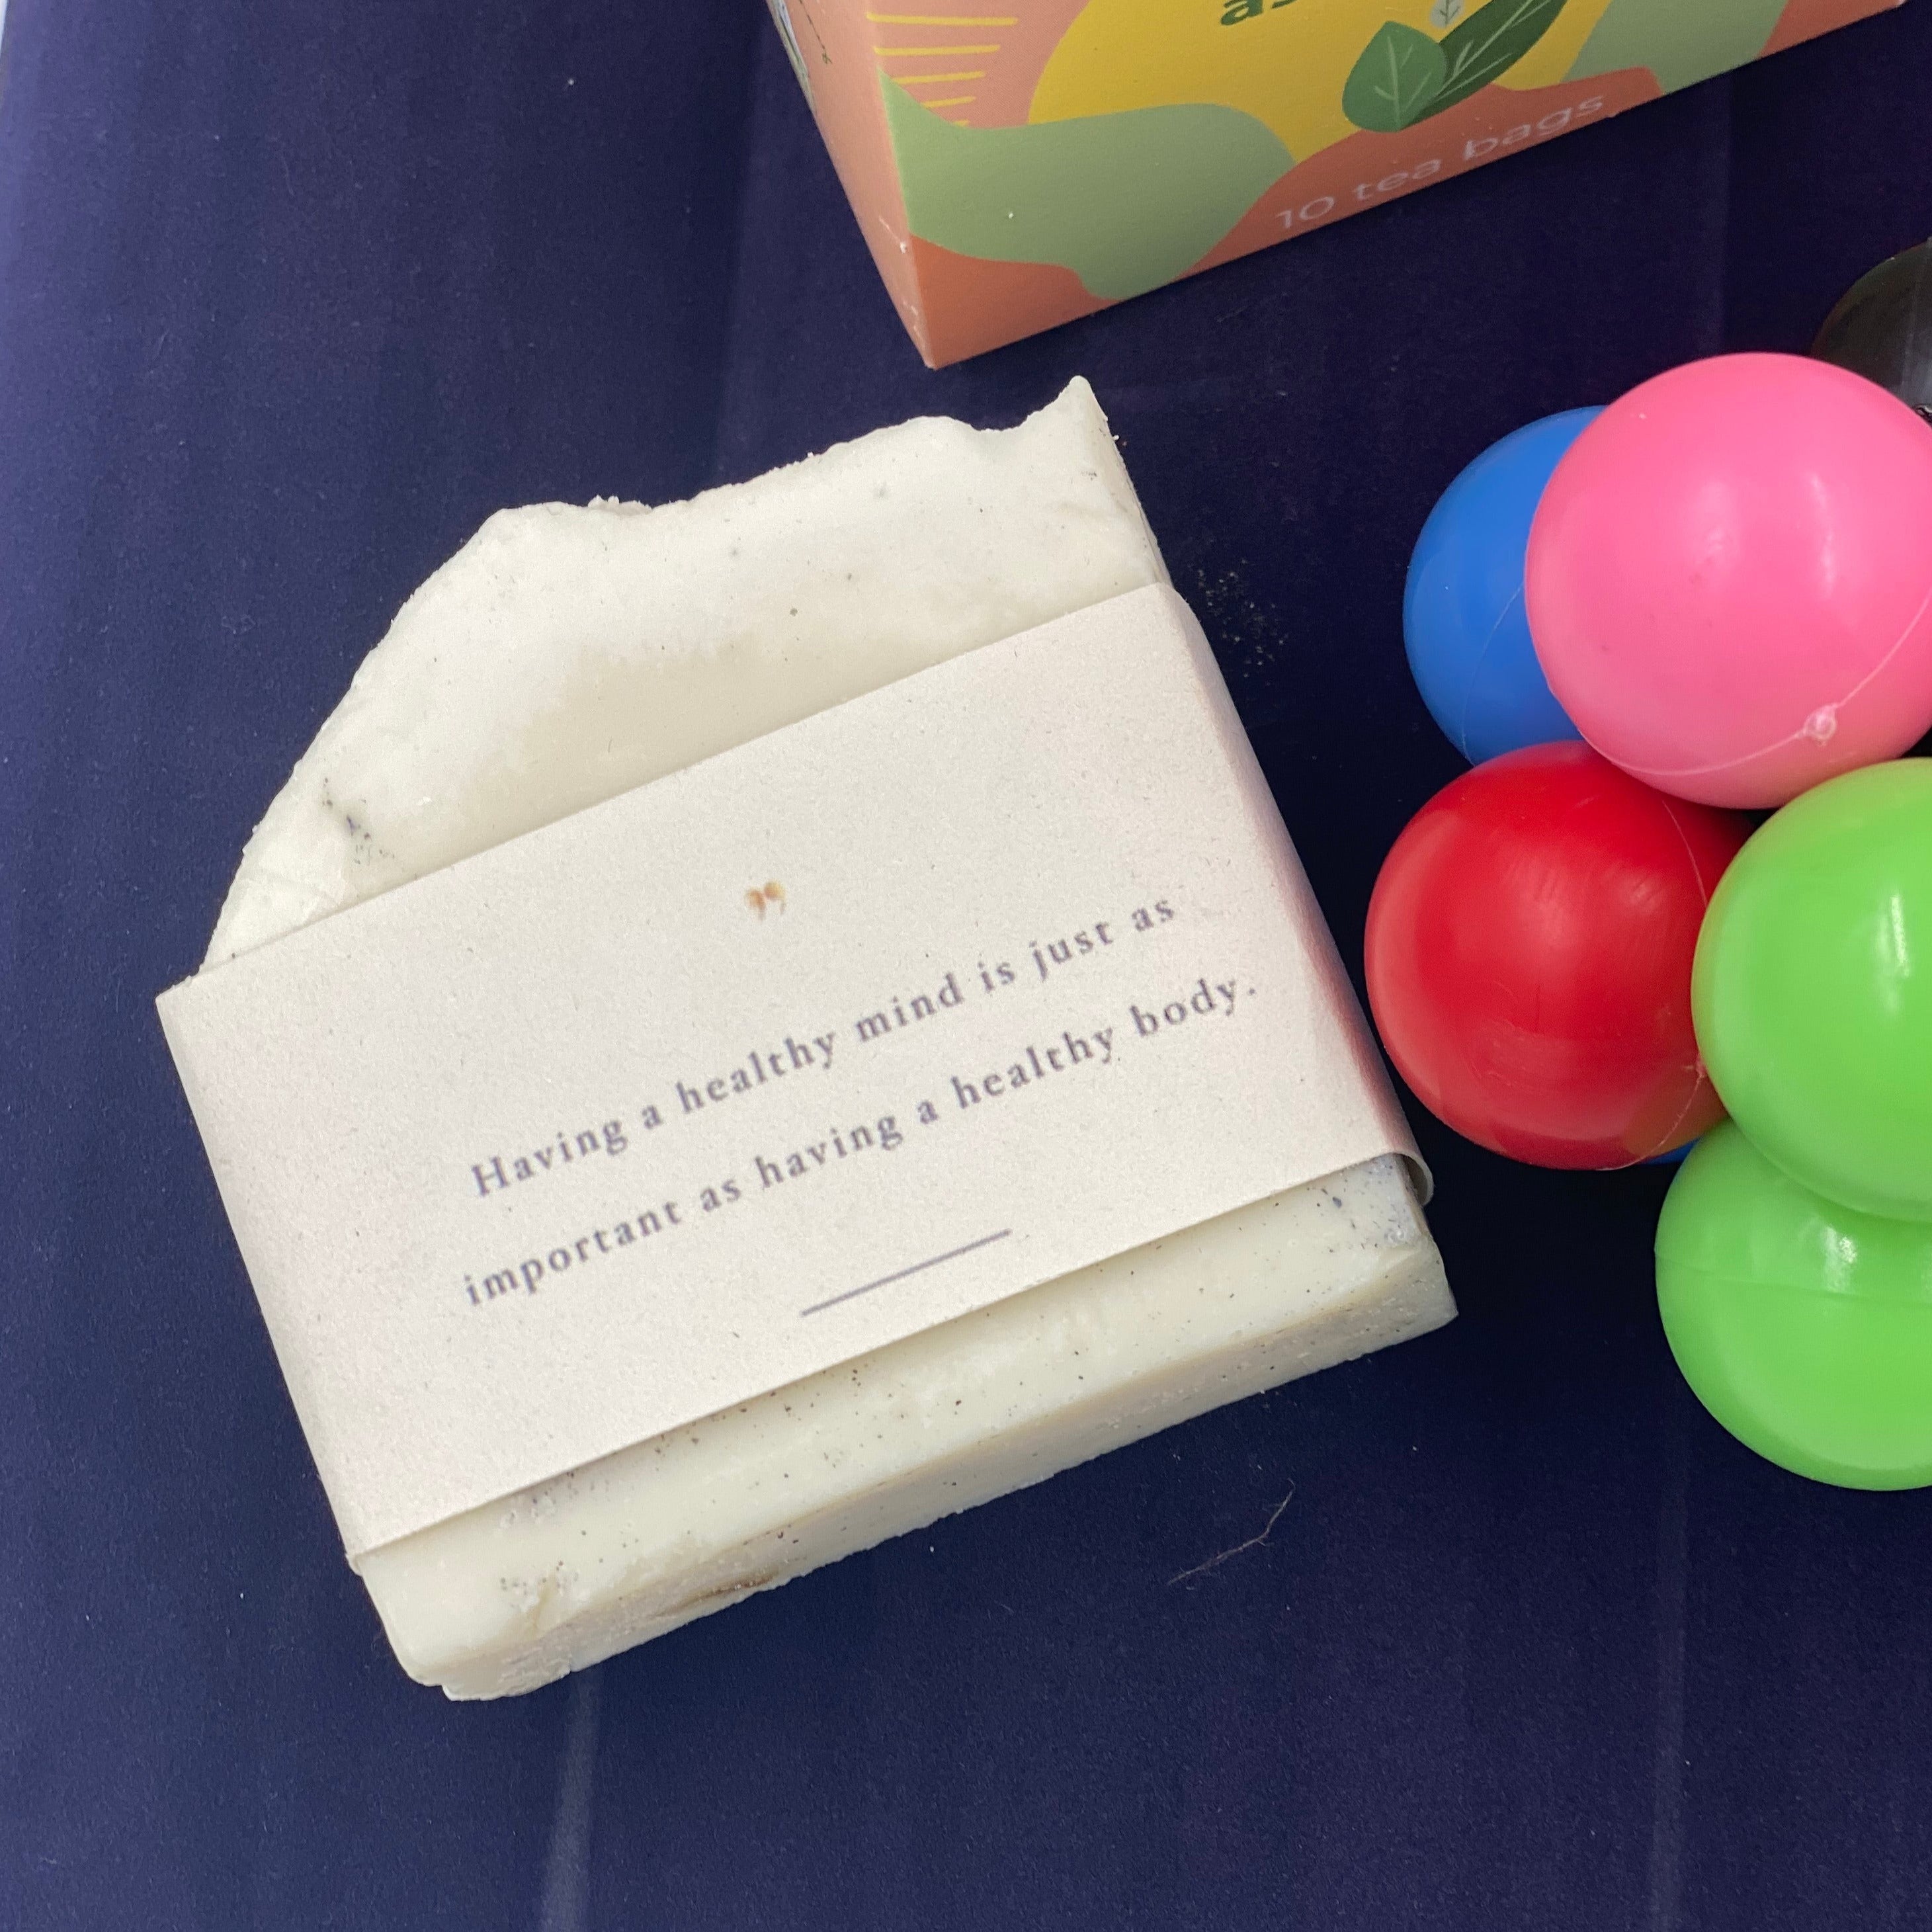 10 tea bags
”
Having a healthy mind is just as
important as having a healthy body.